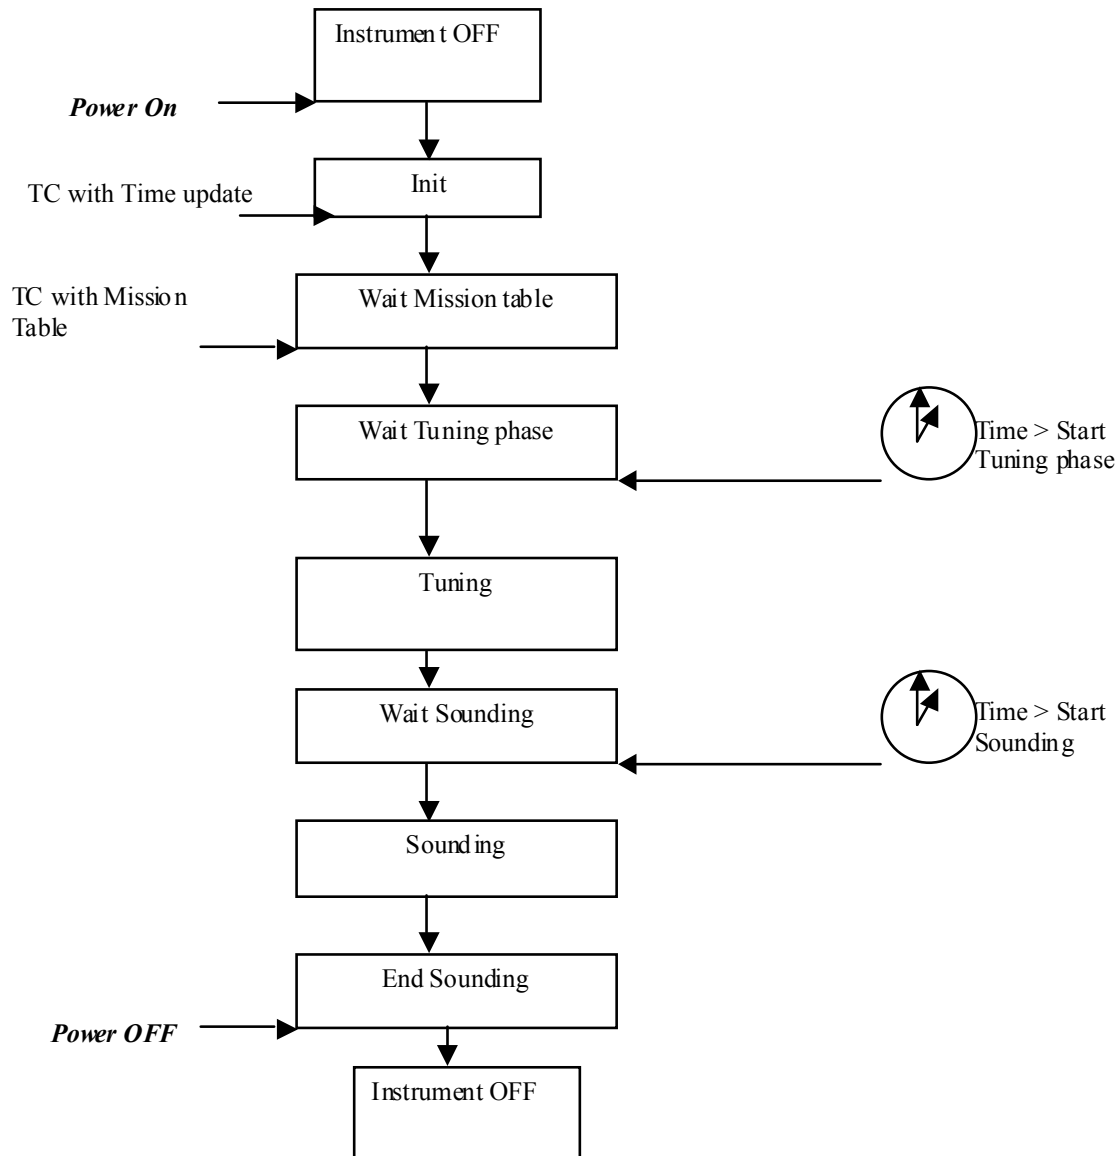 Instrument OFF
Power On
Init
TC with Time update
Wait Mission table
TC with Mission
Table
Wait Tuning phase
Time > Start
Tuning phase
Tuning
Wait Sounding
Time > Start
Sounding
Sounding
End Sounding
Power OFF
Instrument OFF